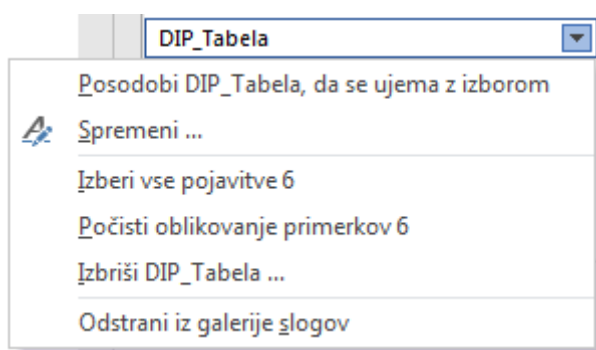 DIP_Tabela
Posodobi DIP_Tabela, da se ujema z izborom
Spremeni ...
Izberi vse pojavitve 6
Počisti oblikovanje primerkov 6
Izbriši DIP_Tabela ...
Odstrani iz galerije slogov